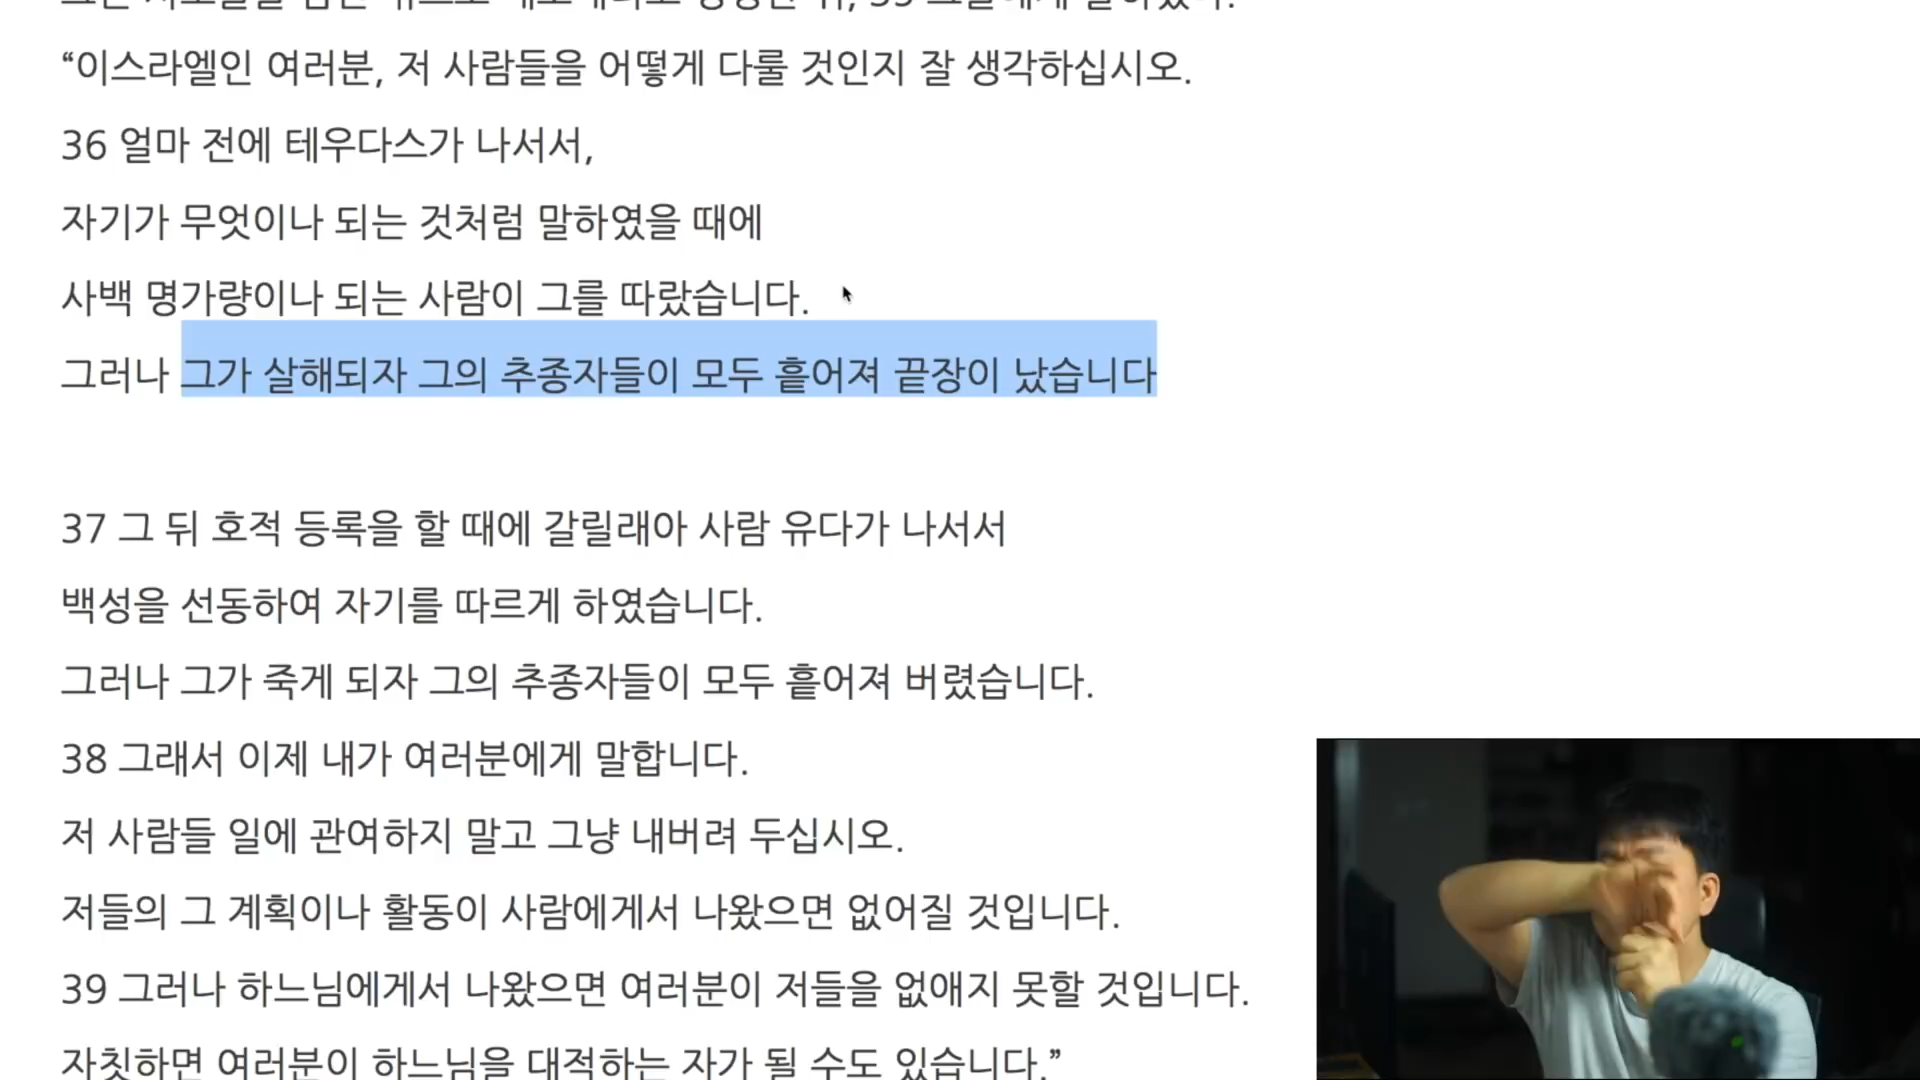 “이스라엘인 여러분, 저 사람들을 어떻게 다룰 것인지 잘 생각하십시오.
36 얼마 전에 테우다스가 나서서,
자기가 무엇이나 되는 것처럼 말하였을 때에
사백 명가량이나 되는 사람이 그를 따랐습니다.
그러나 그가 살해되자 그의 추종자들이 모두 흩어져 끝장이 났습니다
37 그 뒤 호적 등록을 할 때에 갈릴래아 사람 유다가 나서서
백성을 선동하여 자기를 따르게 하였습니다.
그러나 그가 죽게 되자 그의 추종자들이 모두 흩어져 버렸습니다.
38 그래서 이제 내가 여러분에게 말합니다.
저 사람들 일에 관여하지 말고 그냥 내버려 두십시오.
저들의 그 계획이나 활동이 사람에게서 나왔으면 없어질 것입니다.
39 그러나 하느님에게서 나왔으면 여러분이 저들을 없애지 못할 것입니다.
자칫하면 여러분이 하느님을 대적하는 자가 될 수도 있습니다.”